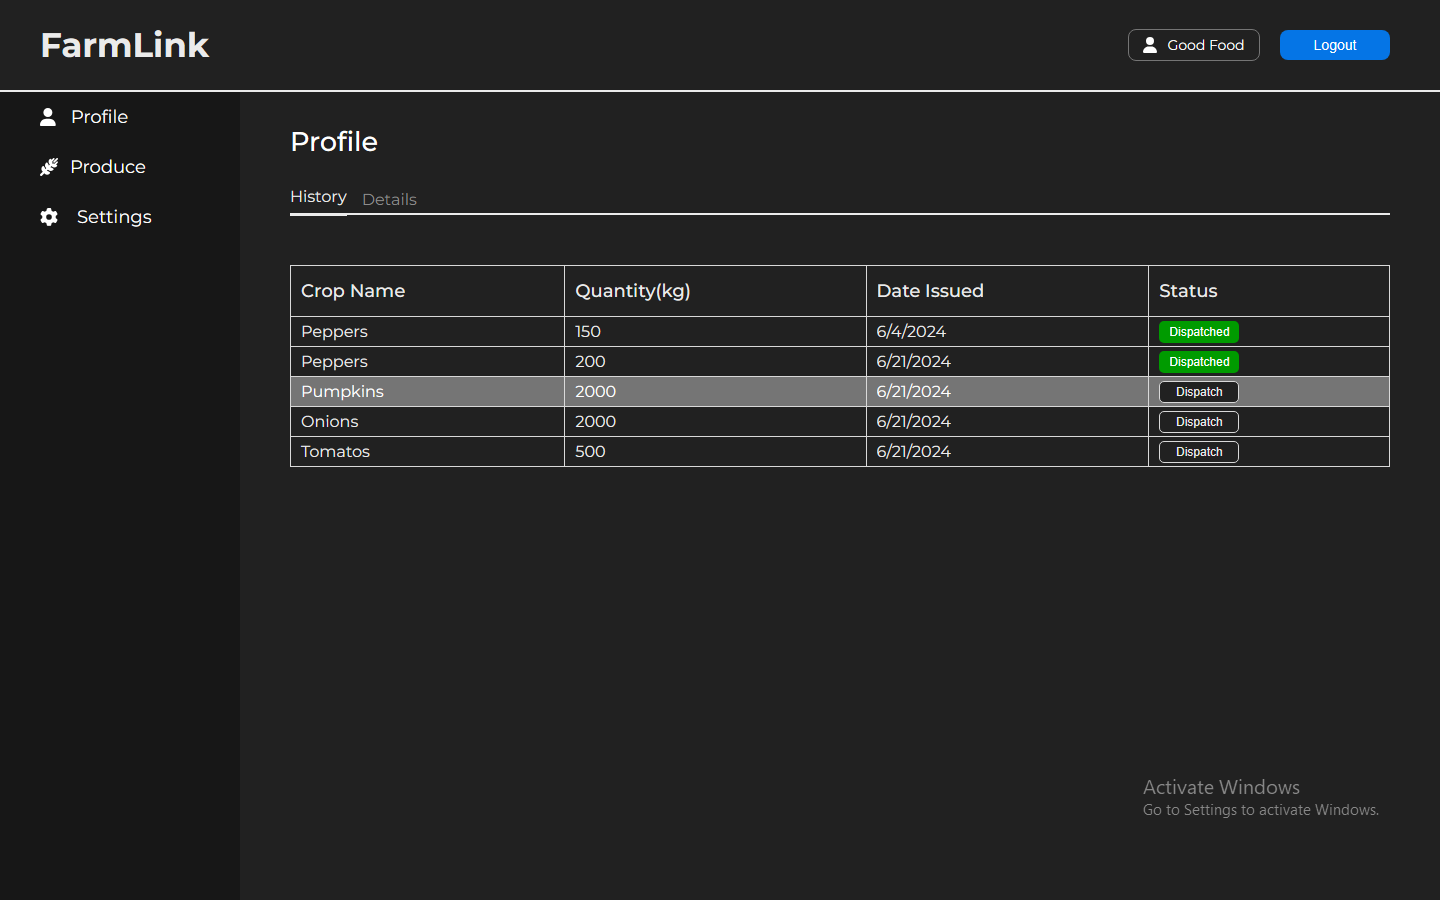 FarmLink
Good Food
Logout
Profile
Produce
Settings
Profile
History Details
Crop Name Quantity(kg) Date Issued Status
Peppers 150 6/4/2024 Dispatched
Peppers 200 6/21/2024 Dispatched
Pumpkins 2000 6/21/2024 Dispatch
Onions 2000 6/21/2024 Dispatch
Tomatos 500 6/21/2024 Dispatch
Activate Windows
Go to Settings to activate Windows.